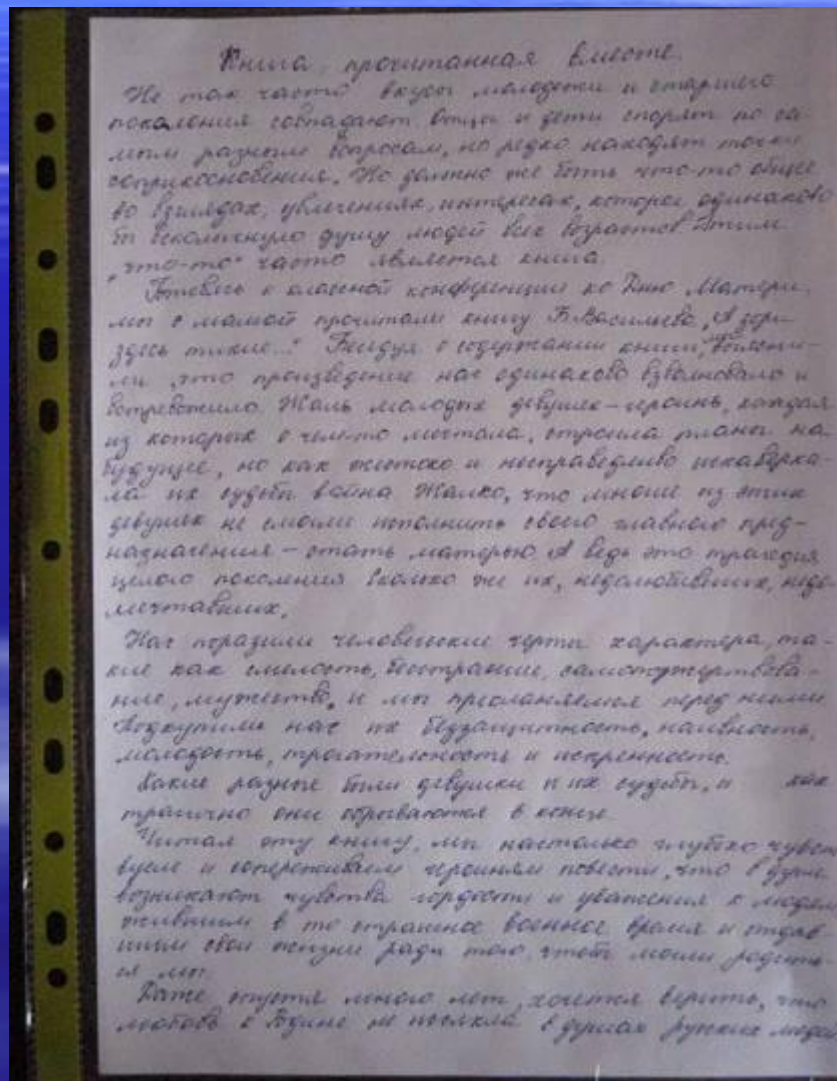 Книга, прочитанная вместе.
Не так часто вкусы молодежи и старшего
поколения совпадают. Отцы и дети спорят по са-
мым разным вопросам, но редко находят точки
соприкосновения. Но должно же быть что-то общее
во взглядах, увлечениях, интересах, которое одинаково
бы всколыхнуло душу людей всех возрастов. Этим
"что-то" часто является книга.
Готовясь к классной конференции ко Дню Матери,
мы с мамой прочитали книгу Б. Васильева "А зори
здесь тихие..." Беседуя о содержании книги, выясни-
ли, что произведение нас одинаково взволновало и
встревожило. Жаль молодых девушек-героинь, каждая
из которых о чем-то мечтала, строила планы на
будущее, но как жестоко и несправедливо исковерка-
ла их судьбы война. Жалко, что многие из этих
девушек не смогли исполнить своего главного пред-
назначения - стать матерью. А ведь это трагедия
целого поколения. Сколько же их, недолюбивших, недо
мечтавших.
Нас поразили человеческие черты характера, та-
кие как смелость, бесстрашие, самопожертвова-
ние, мужество, и мы преклоняемся перед ними.
Подкупили нас их беззащитность, наивность,
молодость, трогательность и искренность.
Какие разные были девушки и их судьбы, и как
трагично они обрываются в конце.
Читая эту книгу, мы настолько глубоко чувст
вуем и сопереживаем героиням повести, что в душе
возникают чувства гордости и уважения к людям
жившим в то страшное военное время и отдав-
шим свои жизни ради того, чтобы могли родить-
ся мы.
Даже спустя много лет, хочется верить, что
любовь к Родине не иссякла в душах русских людей